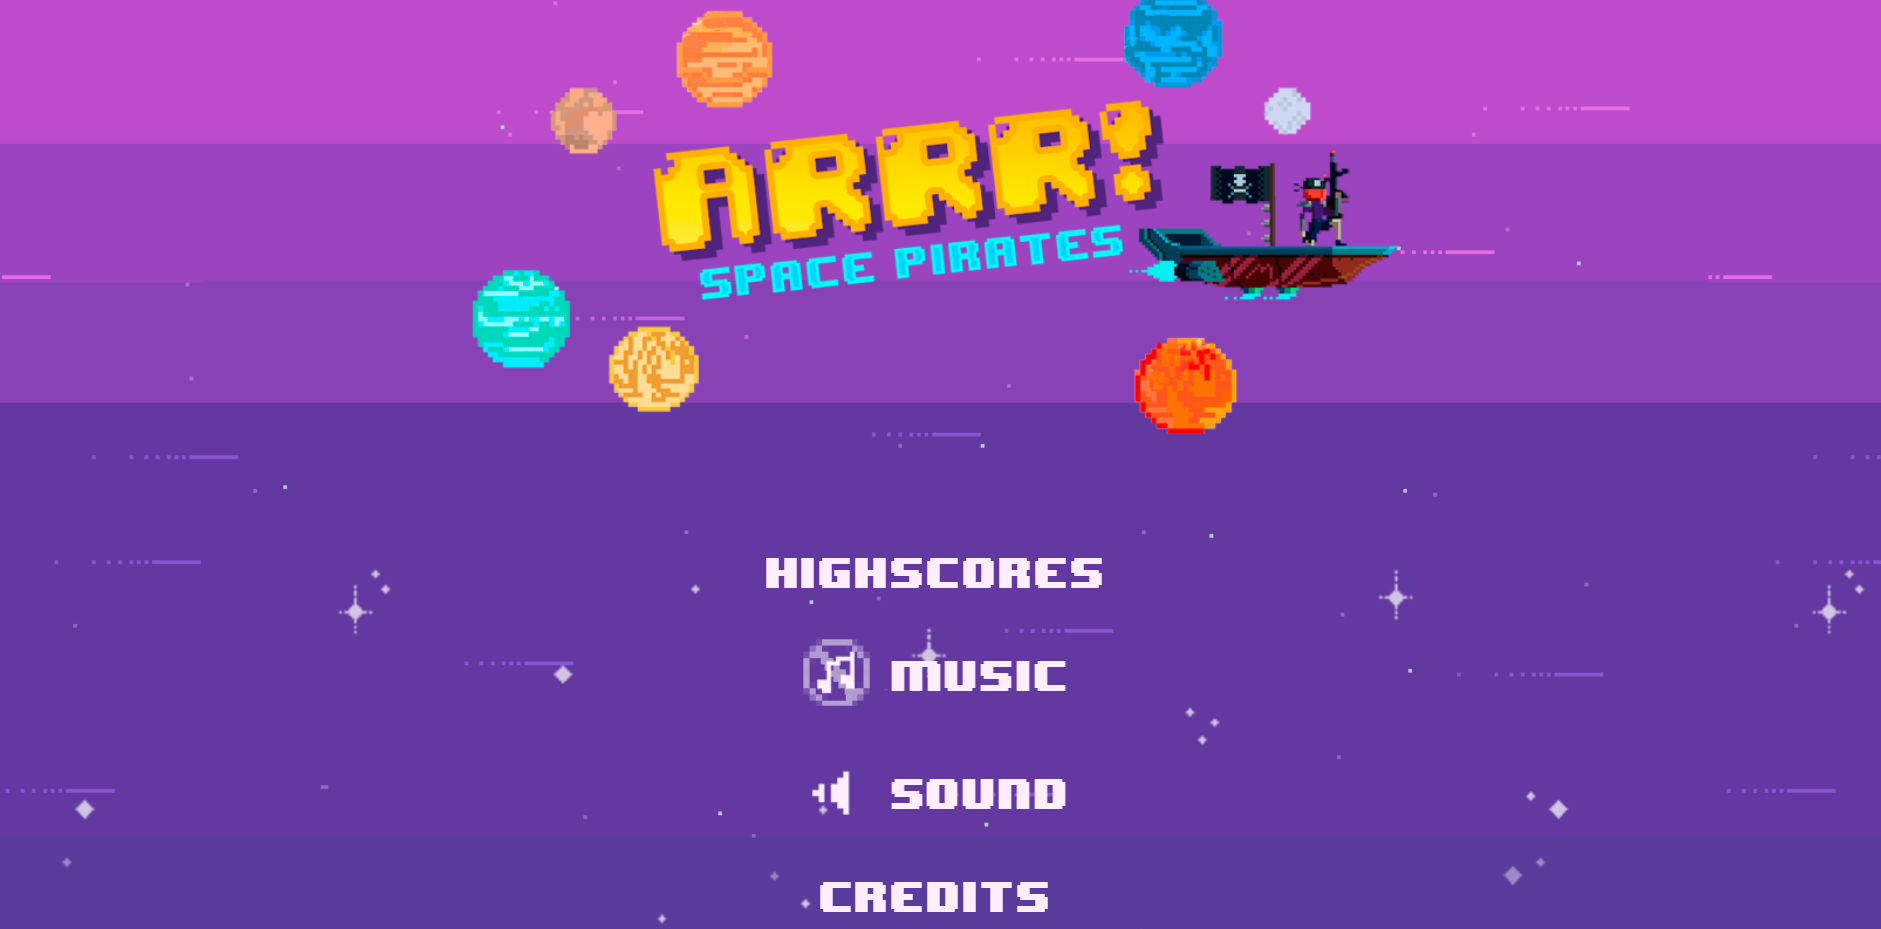 ARRR!
SPACE PIRATES
HIGHSCORES
MUSIC
SOUND
CREDITS